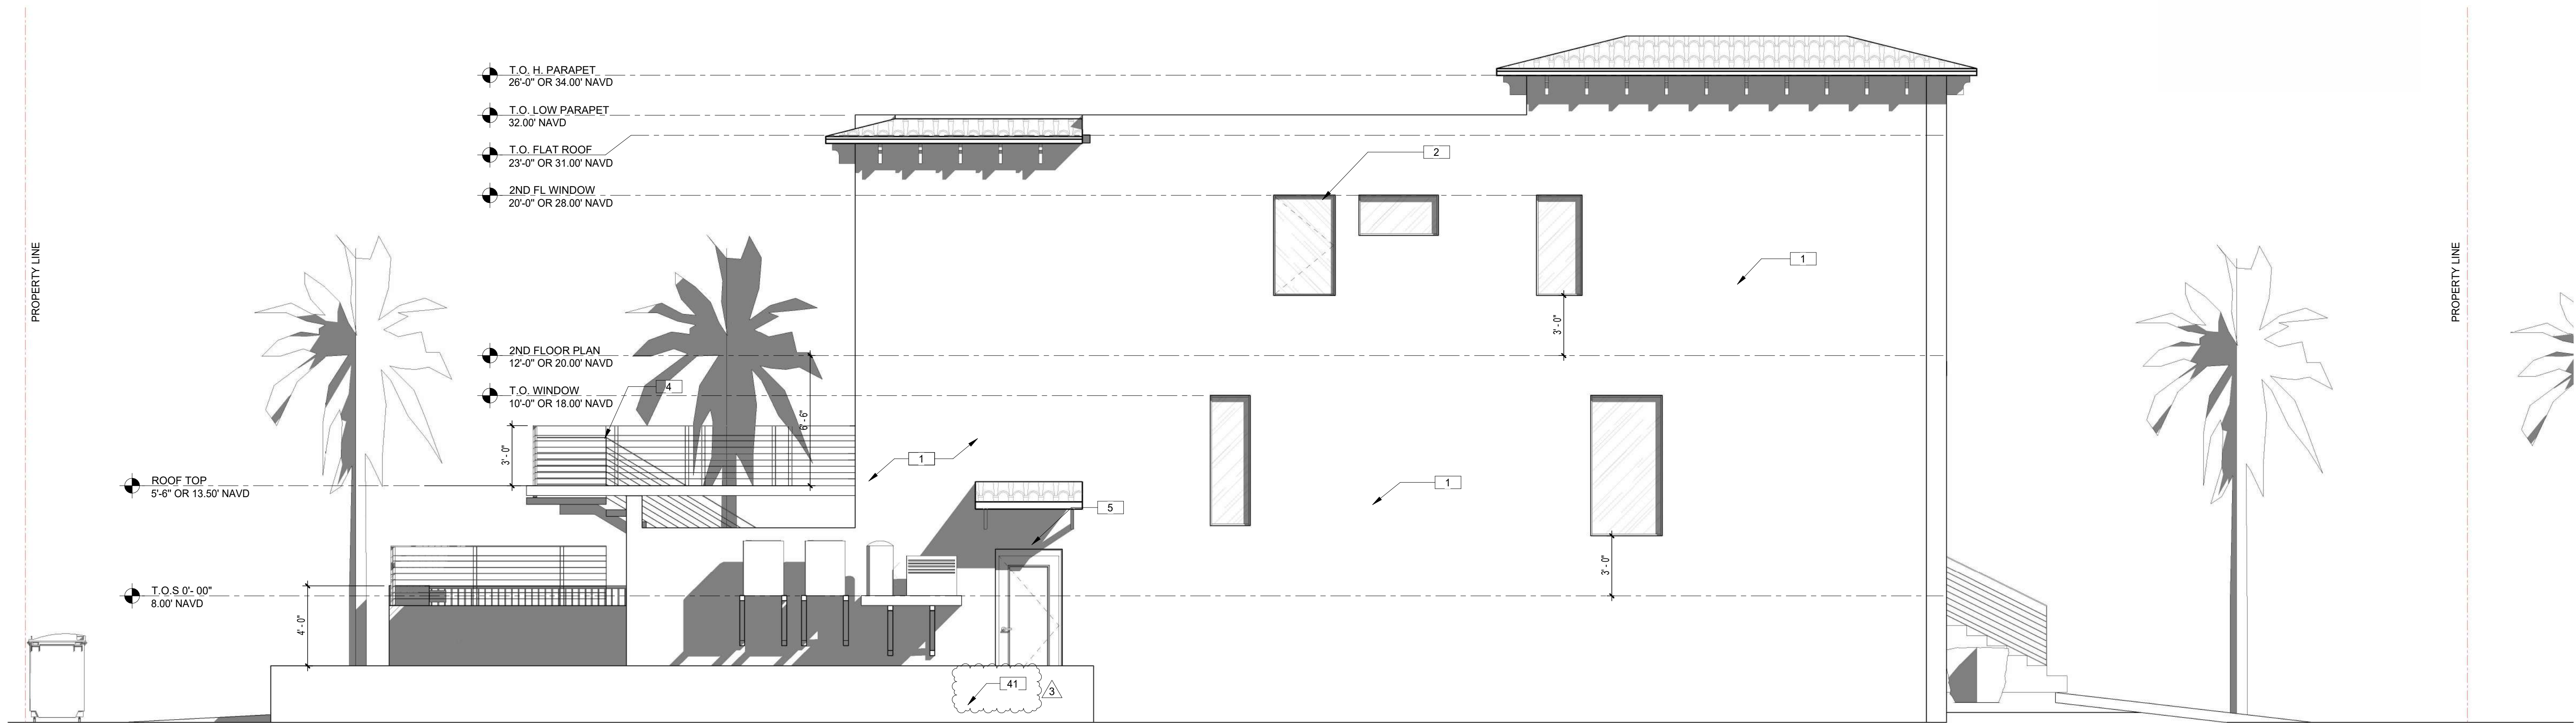 PROPERTY LINE
T.O. H. PARAPET
26'-0" OR 34.00' NAVD
T.O. LOW PARAPET
32.00' NAVD
T.O. FLAT ROOF
23'-0" OR 31.00' NAVD
2ND FL WINDOW
20'-0" OR 28.00' NAVD
2ND FLOOR PLAN
12'-0" OR 20.00' NAVD
T.O. WINDOW
10'-0" OR 18.00' NAVD
ROOF TOP
5'-6" OR 13.50' NAVD
T.O.S 0'- 00"
8.00' NAVD
2
1
3' - 0"
4
6' - 6"
3' - 0"
1
1
5
3' - 0"
4' - 0"
41
3
PROPERTY LINE